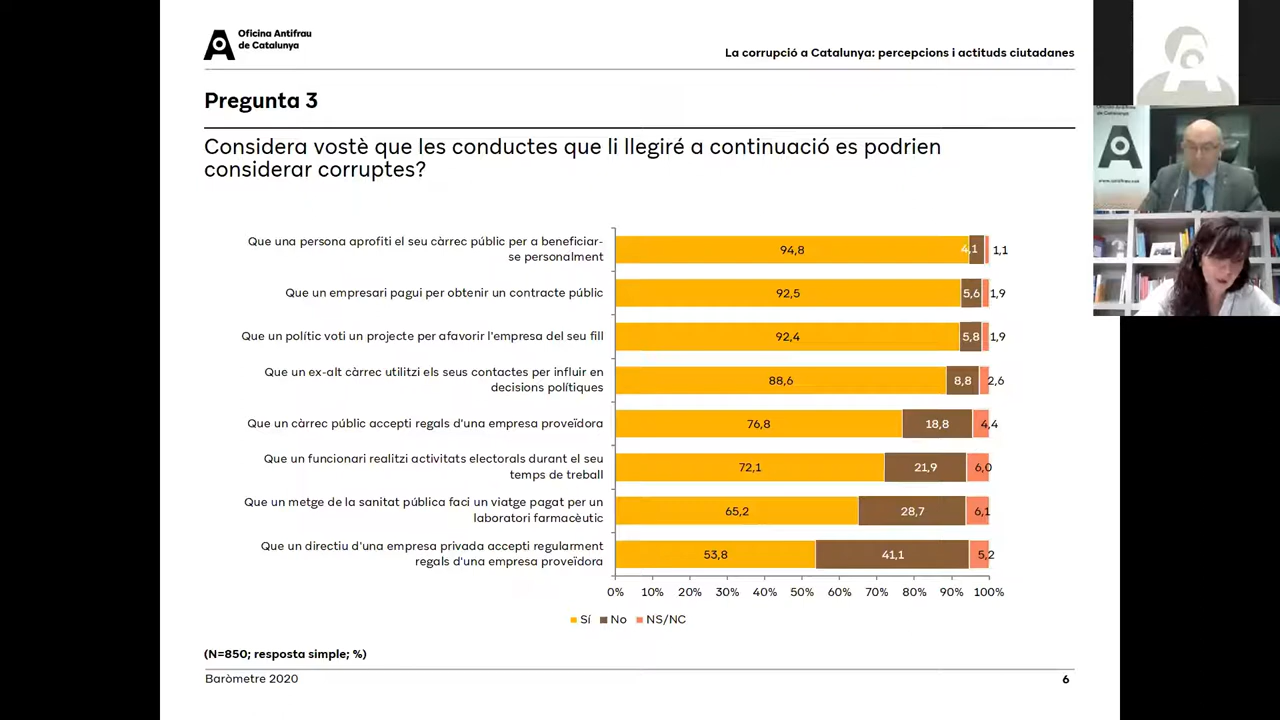 Oficina Antifrau
de Catalunya
La corrupció a Catalunya: percepcions i actituds ciutadanes
Pregunta 3
Considera vostè que les conductes que li llegiré a continuació es podrien
considerar corruptes?
Que una persona aprofiti el seu càrrec públic per a beneficiar-
se personalment
94,8 4,1 1,1
Que un empresari pagui per obtenir un contracte públic
92,5 5,6 1,9
Que un polític voti un projecte per afavorir l'empresa del seu fill
92,4 5,8 1,9
Que un ex-alt càrrec utilitzi els seus contactes per influir en
decisions polítiques
88,6 8,8 2,6
Que un càrrec públic accepti regals d'una empresa proveïdora
76,8 18,8 4,4
Que un funcionari realitzi activitats electorals durant el seu
temps de treball
72,1 21,9 6,0
Que un metge de la sanitat pública faci un viatge pagat per un
laboratori farmacèutic
65,2 28,7 6,1
Que un directiu d'una empresa privada accepti regularment
regals d'una empresa proveïdora
53,8 41,1 5,2
0% 10% 20% 30% 40% 50% 60% 70% 80% 90% 100%
Sí No NS/NC
(N=850; resposta simple; %)
Baròmetre 2020
6
Oficina Antifrau
de Catalunya
www.antifrau.cat